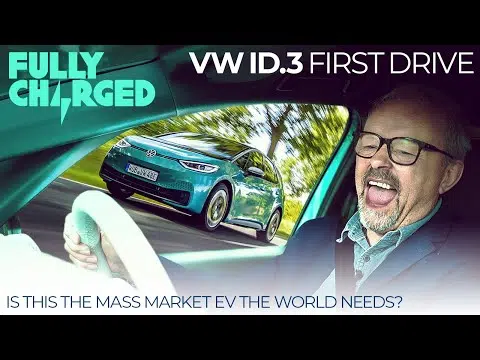 FULLY
CHARGED
VW ID.3 FIRST DRIVE
IS THIS THE MASS MARKET EV THE WORLD NEEDS?